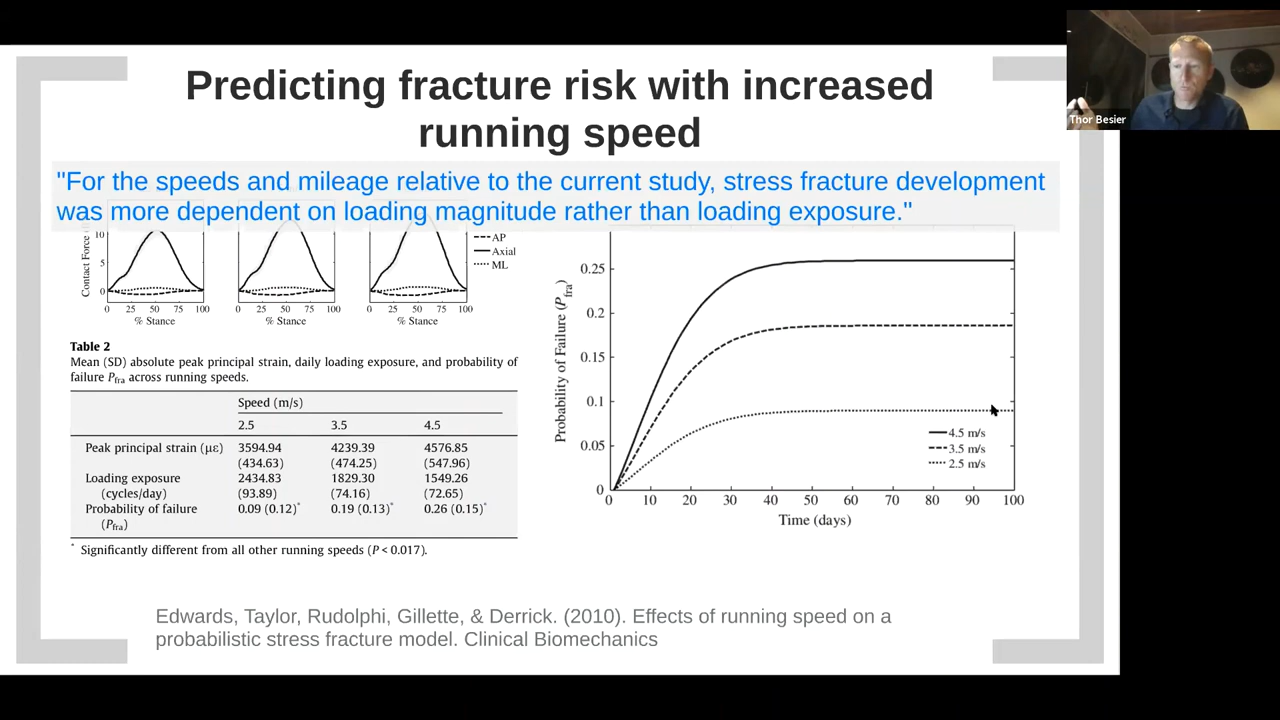 Predicting fracture risk with increased
running speed
"For the speeds and mileage relative to the current study, stress fracture development
was more dependent on loading magnitude rather than loading exposure."
Thor Besier
Contact Force
10
5
0
0 25 50 75 100
% Stance
0 25 50 75 100
% Stance
0 25 50 75 100
% Stance
AP
Axial
ML
Table 2
Mean (SD) absolute peak principal strain, daily loading exposure, and probability of
failure Pfra across running speeds.
Speed (m/s)
2.5 3.5 4.5
Peak principal strain (με) 3594.94 4239.39 4576.85
(434.63) (474.25) (547.96)
Loading exposure 2434.83 1829.30 1549.26
(cycles/day) (93.89) (74.16) (72.65)
Probability of failure 0.09 (0.12)* 0.19 (0.13)* 0.26 (0.15)*
(Pfra)
* Significantly different from all other running speeds (P < 0.017).
Probability of Failure (Pfra)
0.25
0.2
0.15
0.1
0.05
0
4.5 m/s
3.5 m/s
2.5 m/s
0 10 20 30 40 50 60 70 80 90 100
Time (days)
Edwards, Taylor, Rudolphi, Gillette, & Derrick. (2010). Effects of running speed on a
probabilistic stress fracture model. Clinical Biomechanics